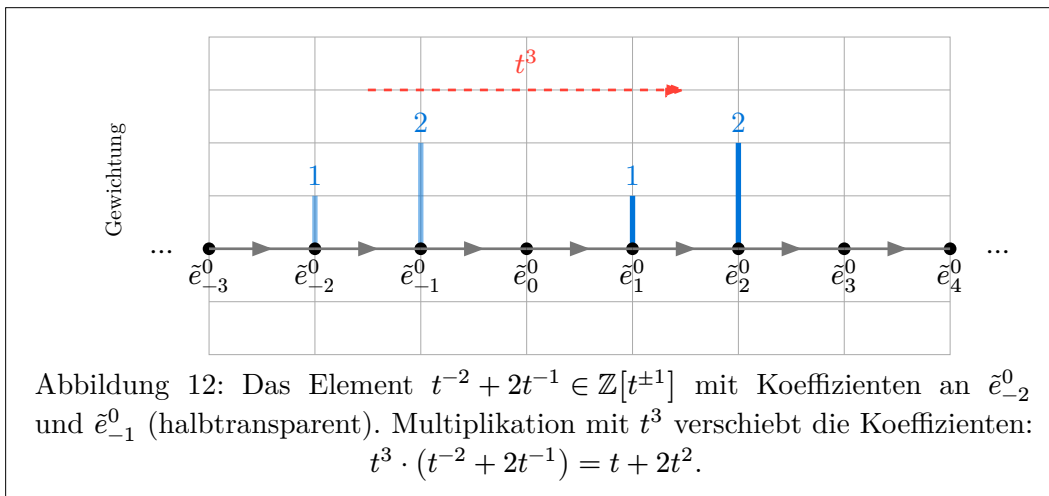 t³
2 2
1 1
Gewichtung
... ...
ẽ⁰₋₃ ẽ⁰₋₂ ẽ⁰₋₁ ẽ⁰₀ ẽ⁰₁ ẽ⁰₂ ẽ⁰₃ ẽ⁰₄
Abbildung 12: Das Element t⁻² + 2t⁻¹ ∈ ℤ[t^{±1}] mit Koeffizienten an ẽ⁰₋₂
und ẽ⁰₋₁ (halbtransparent). Multiplikation mit t³ verschiebt die Koeffizienten:
t³ · (t⁻² + 2t⁻¹) = t + 2t².